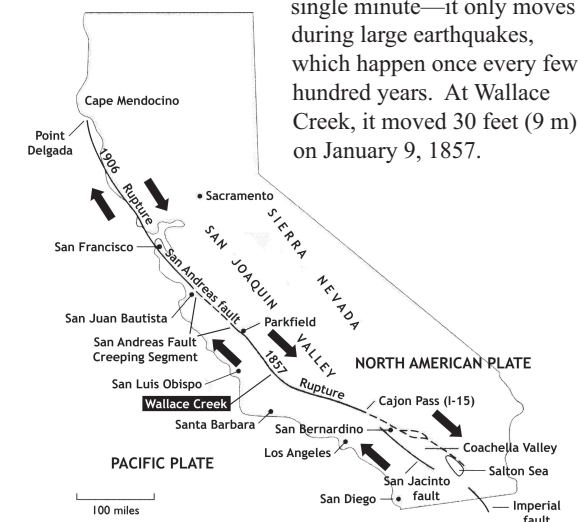 single minute—it only moves
during large earthquakes,
which happen once every few
hundred years. At Wallace
Creek, it moved 30 feet (9 m)
on January 9, 1857.
Cape Mendocino
Point
Delgada
1906
Rupture
Sacramento
SIERRA
NEVADA
SAN
JOAQUIN
VALLEY
San Francisco
San Andreas fault
San Juan Bautista
Parkfield
San Andreas Fault
Creeping Segment
1857
Rupture
NORTH AMERICAN PLATE
San Luis Obispo
Cajon Pass (I-15)
Wallace Creek
Santa Barbara
San Bernardino
Los Angeles
Coachella Valley
PACIFIC PLATE
Salton Sea
San Jacinto
fault
San Diego
Imperial
fault
100 miles